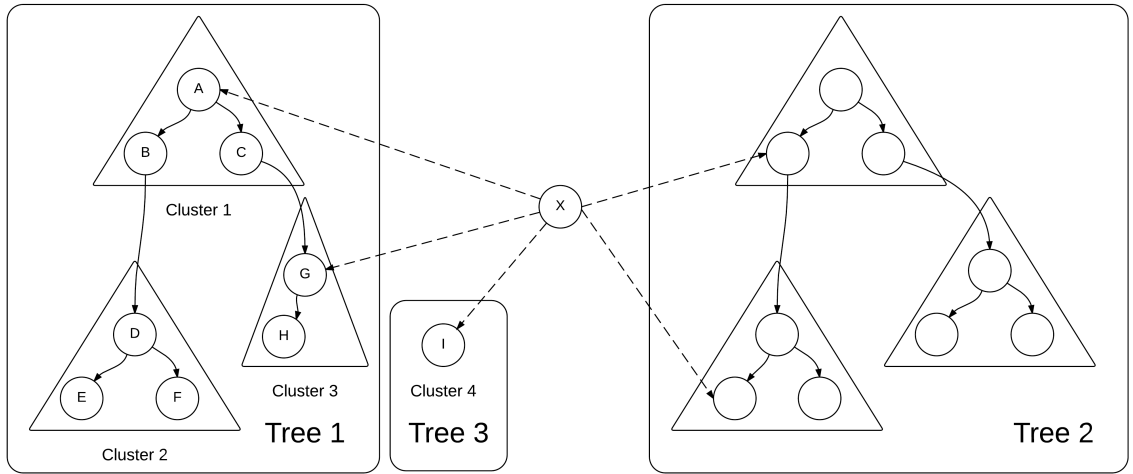 A
B
C
Cluster 1
X
G
H
D
E
F
I
Cluster 3
Cluster 4
Cluster 2
Tree 1
Tree 3
Tree 2